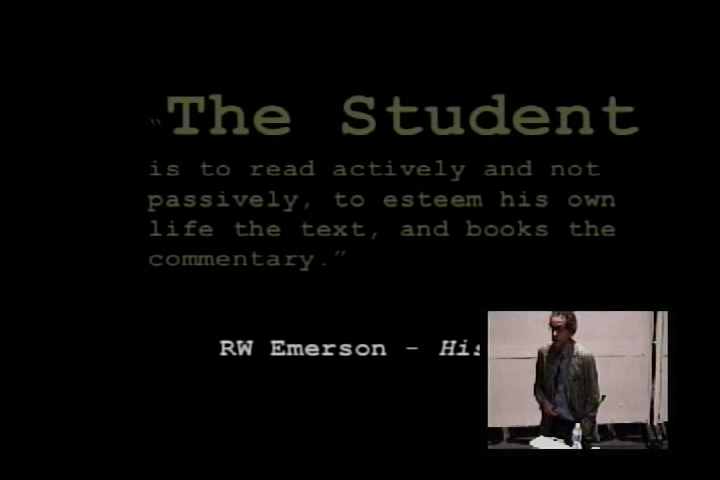 “The Student
is to read actively and not
passively, to esteem his own
life the text, and books the
commentary.”
RW Emerson -